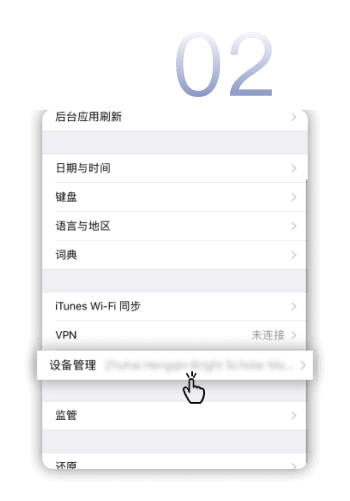 02
后台应用刷新
日期与时间
键盘
语言与地区
词典
iTunes Wi-Fi 同步
VPN 未连接
设备管理 Zhuhai Hengqin Bright Scholar Ma...
监管
还原